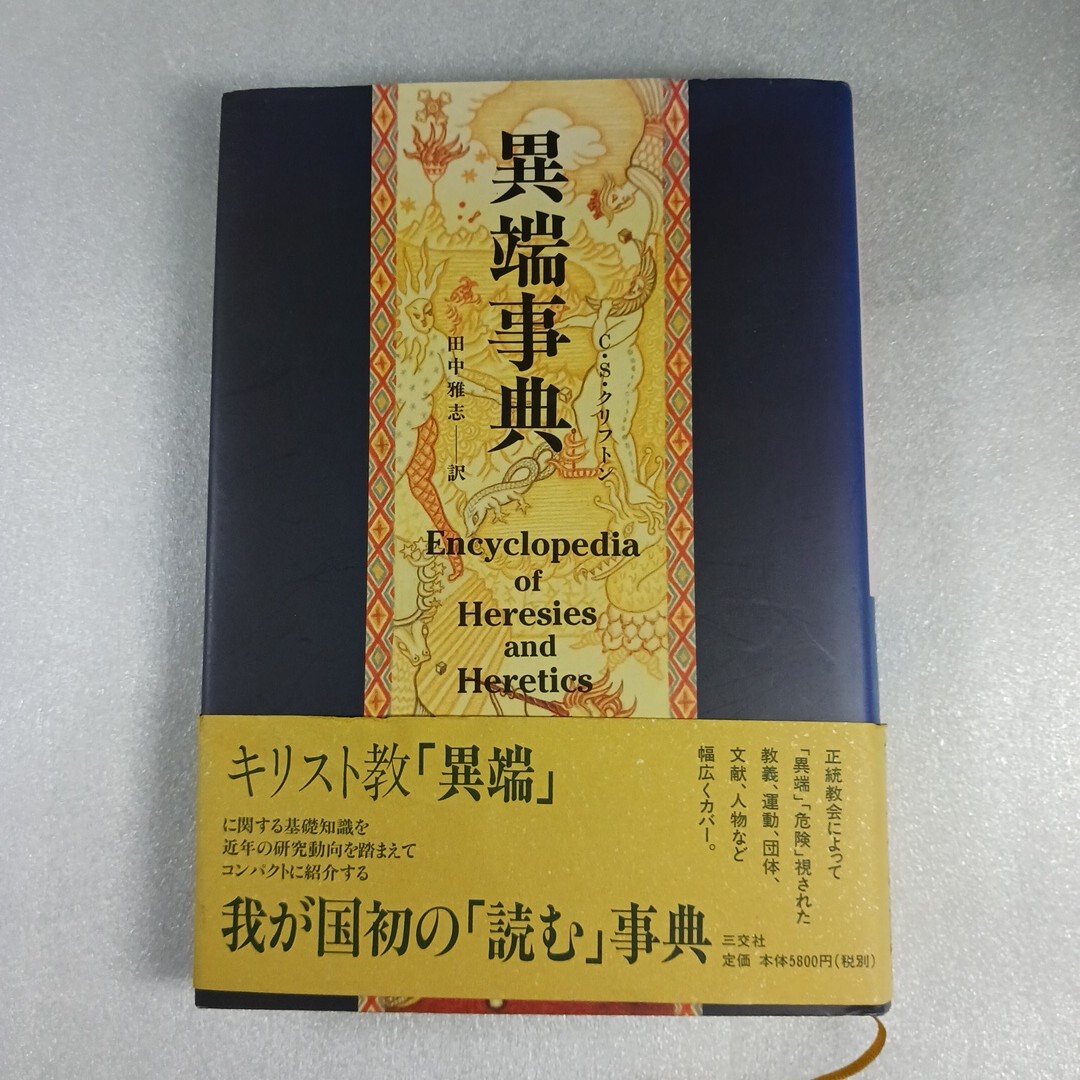 異端事典
C・S・クリフトン
田中雅志──訳
Encyclopedia
of
Heresies
and
Heretics
正統教会によって
「異端」「危険」視された
教義、運動、団体、
文献、人物など
幅広くカバー。
キリスト教「異端」
に関する基礎知識を
近年の研究動向を踏まえて
コンパクトに紹介する
我が国初の「読む」事典
三交社
定価 本体5800円(税別)